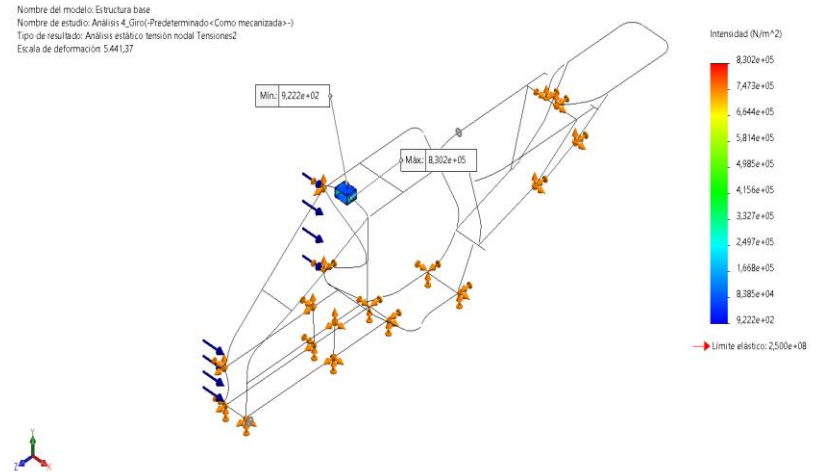 Nombre del modelo: Estructura base
Nombre de estudio: Análisis 4_Giro(-Predeterminado<Como mecanizada>-)
Tipo de resultado: Análisis estático tensión nodal Tensiones2
Escala de deformación: 5.441,37
Intensidad (N/m^2)
8,302e+05
7,473e+05
6,644e+05
5,814e+05
4,985e+05
4,156e+05
3,327e+05
2,497e+05
1,668e+05
8,385e+04
9,222e+02
Límite elástico: 2,500e+08
Mín.: 9,222e+02
Máx.: 8,302e+05
Y
Z
X